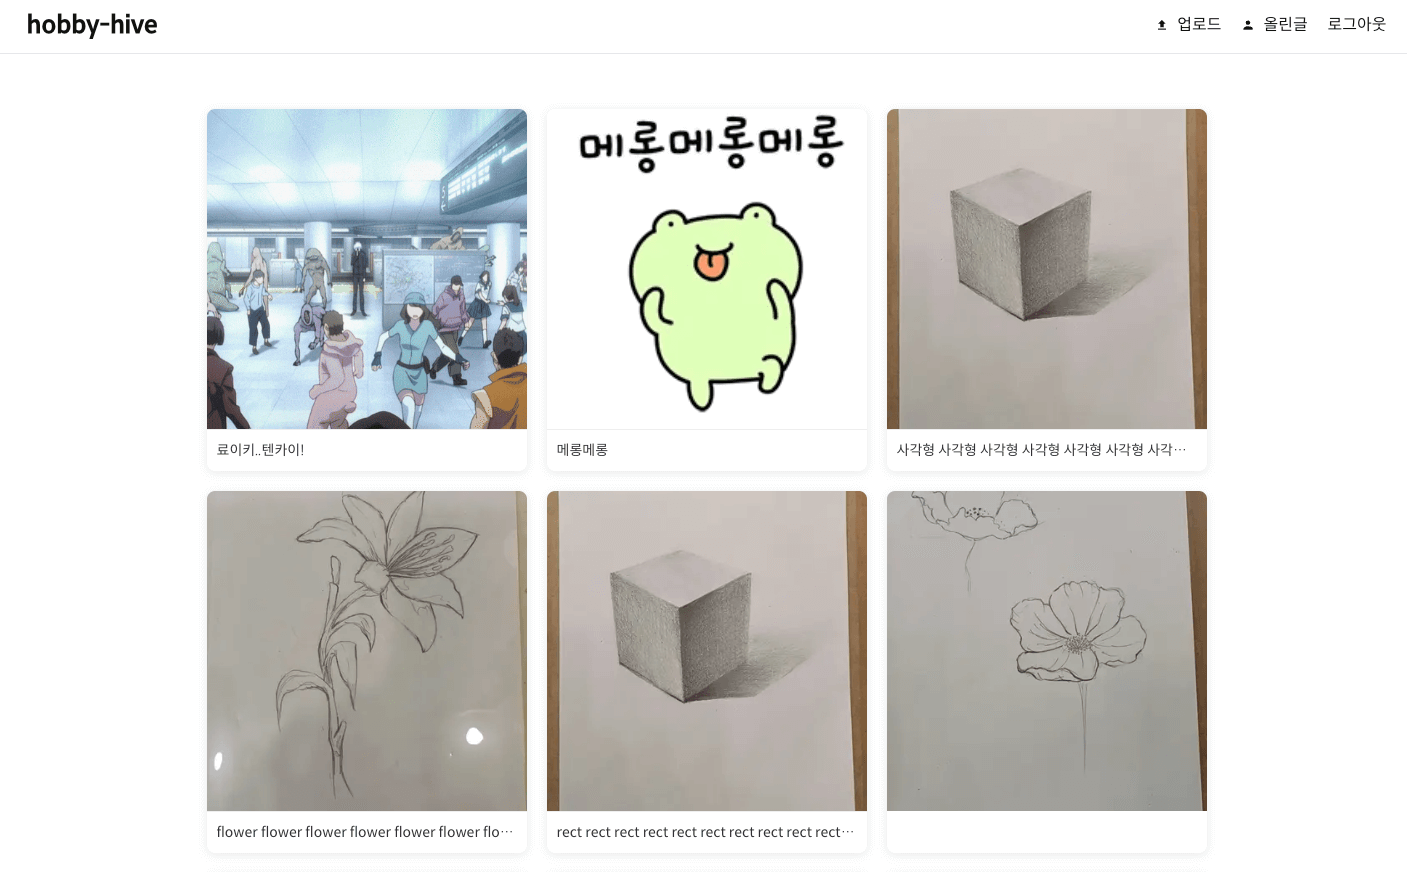 hobby-hive
업로드
올린글
로그아웃
메롱메롱메롱
료이키..텐카이!
메롱메롱
사각형 사각형 사각형 사각형 사각형 사각형 사각…
flower flower flower flower flower flower flo…
rect rect rect rect rect rect rect rect rect rect…